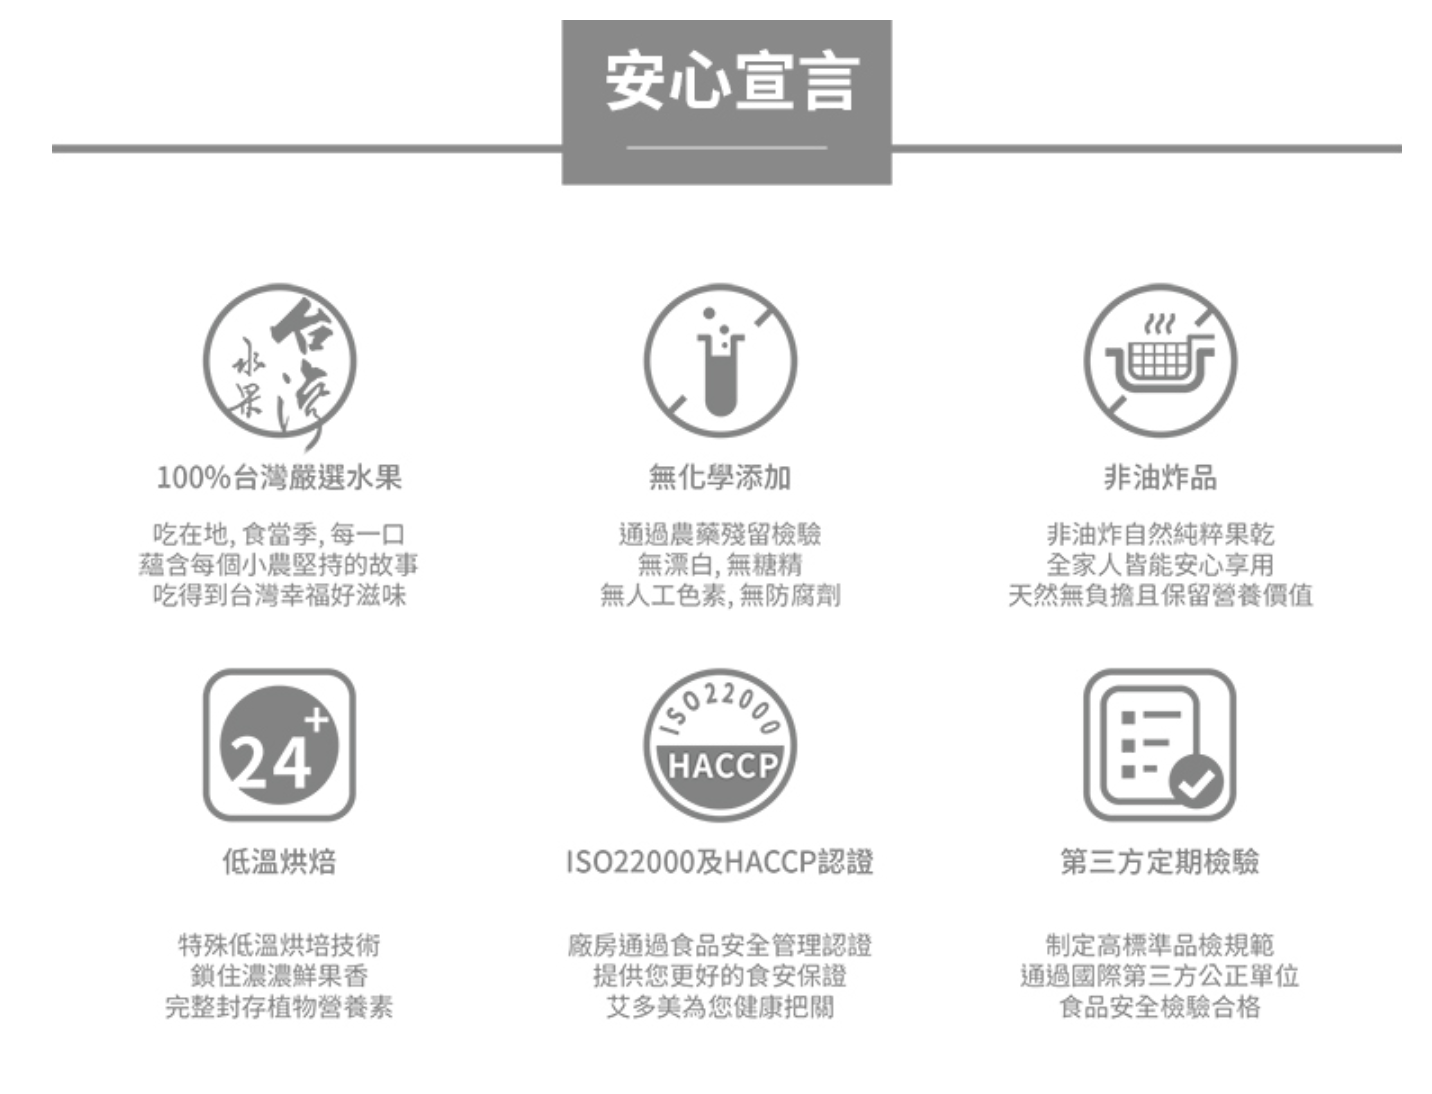 安心宣言
台灣
水果
100%台灣嚴選水果
吃在地, 食當季, 每一口
蘊含每個小農堅持的故事
吃得到台灣幸福好滋味
無化學添加
通過農藥殘留檢驗
無漂白, 無糖精
無人工色素, 無防腐劑
非油炸品
非油炸自然純粹果乾
全家人皆能安心享用
天然無負擔且保留營養價值
24+
低溫烘焙
特殊低溫烘培技術
鎖住濃濃鮮果香
完整封存植物營養素
ISO22000
HACCP
ISO22000及HACCP認證
廠房通過食品安全管理認證
提供您更好的食安保證
艾多美為您健康把關
第三方定期檢驗
制定高標準品檢規範
通過國際第三方公正單位
食品安全檢驗合格